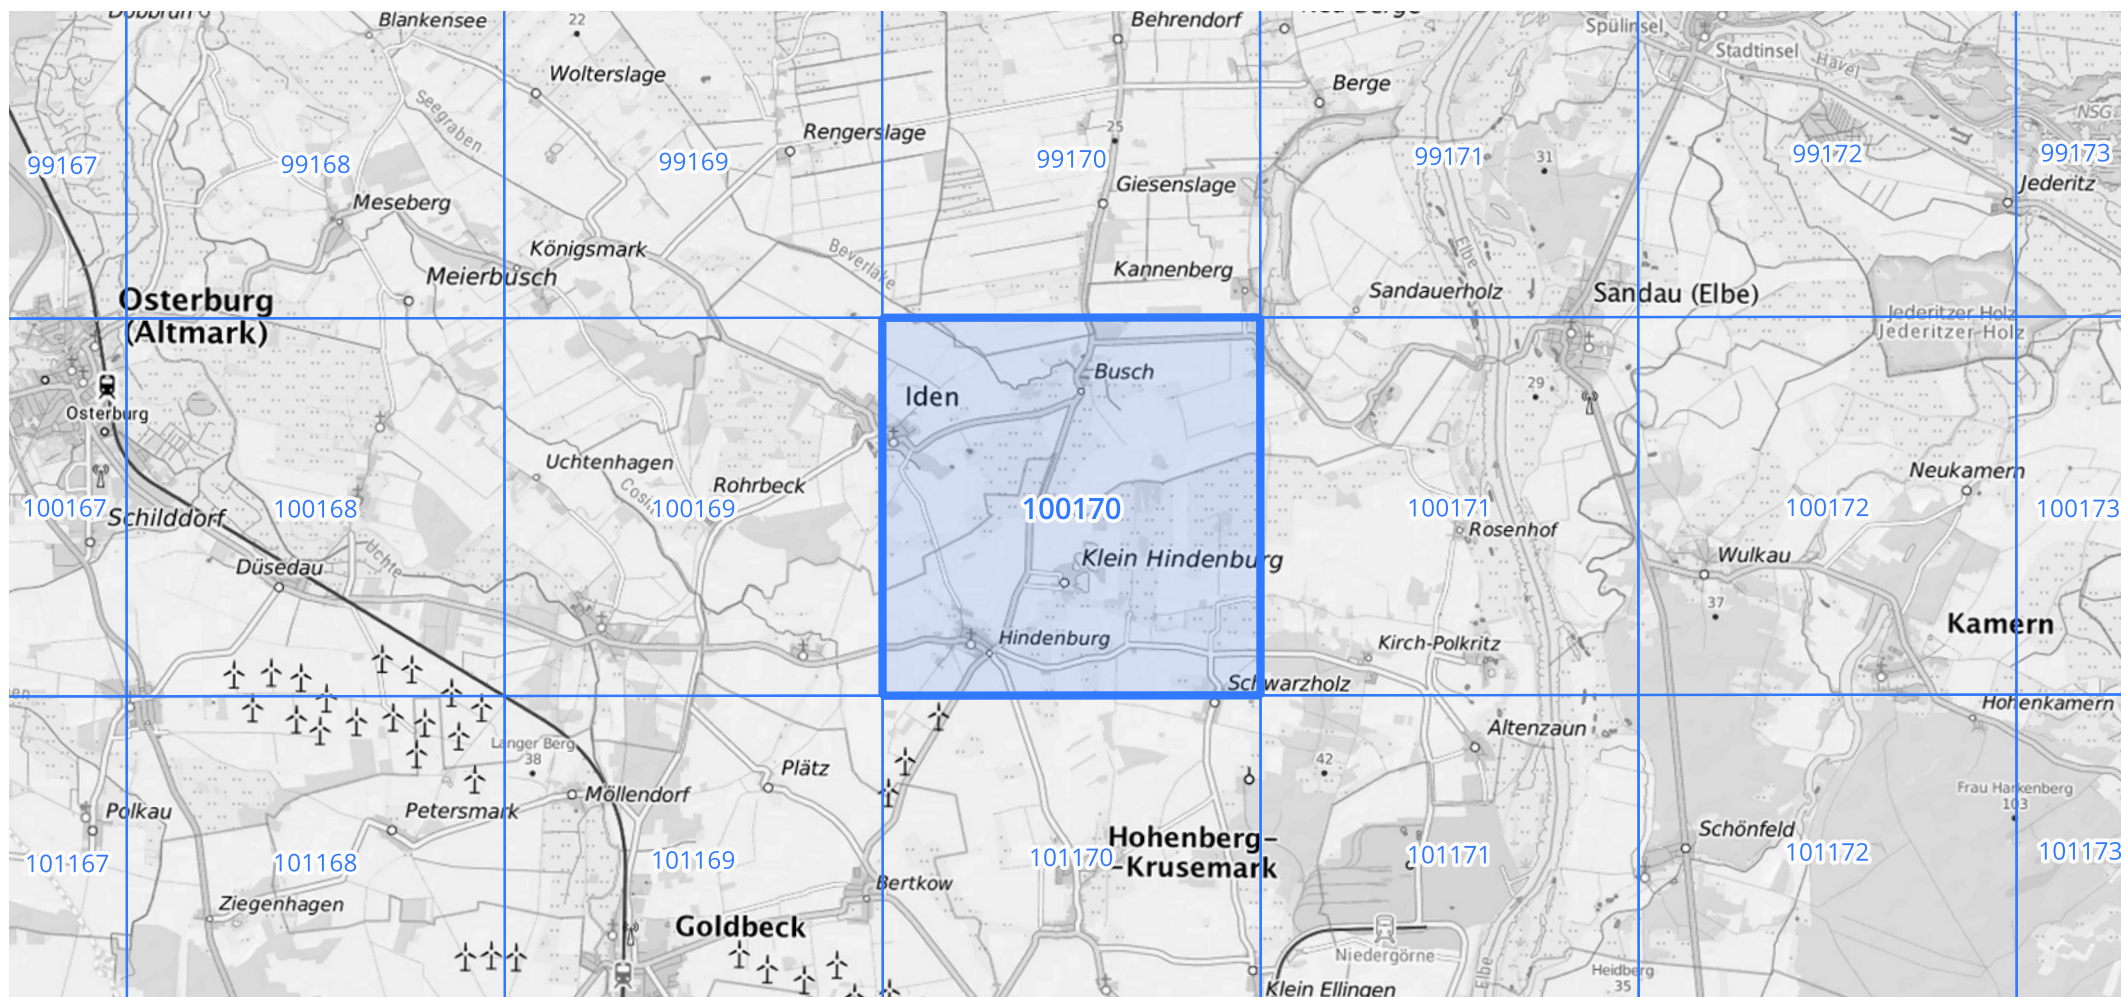 Dobbrun
Blankensee
22
Behrendorf
Spülinsel
Stadtinsel
Havel
Wolterslage
Berge
Seegraben
Rengerslage
25
NSG
99167
99168
99169
99170
99171
31
99172
99173
Meseberg
Giesenslage
Jederitz
Königsmark
Beverlake
Elbe
Meierbusch
Kannenberg
Sandauerholz
Sandau (Elbe)
Osterburg
(Altmark)
Jederitzer Holz
Jederitzer Holz
Busch
29
Iden
Osterburg
Uchtenhagen
Rohrbeck
Neukamern
100167
Schilddorf
100168
100169
100170
100171
100172
100173
Rosenhof
Uchte
Düsedau
Klein Hindenburg
Wulkau
37
Kamern
Hindenburg
Kirch-Polkritz
Schwarzholz
Hohenkamern
Langer Berg
38
Altenzaun
Plätz
42
Möllendorf
Frau Harkenberg
103
Polkau
Petersmark
Hohenberg-
-Krusemark
Schönfeld
101167
101168
101169
101170
101171
101172
101173
Ziegenhagen
Bertkow
Goldbeck
Niedergörne
Elbe
Heidberg
35
Klein Ellingen